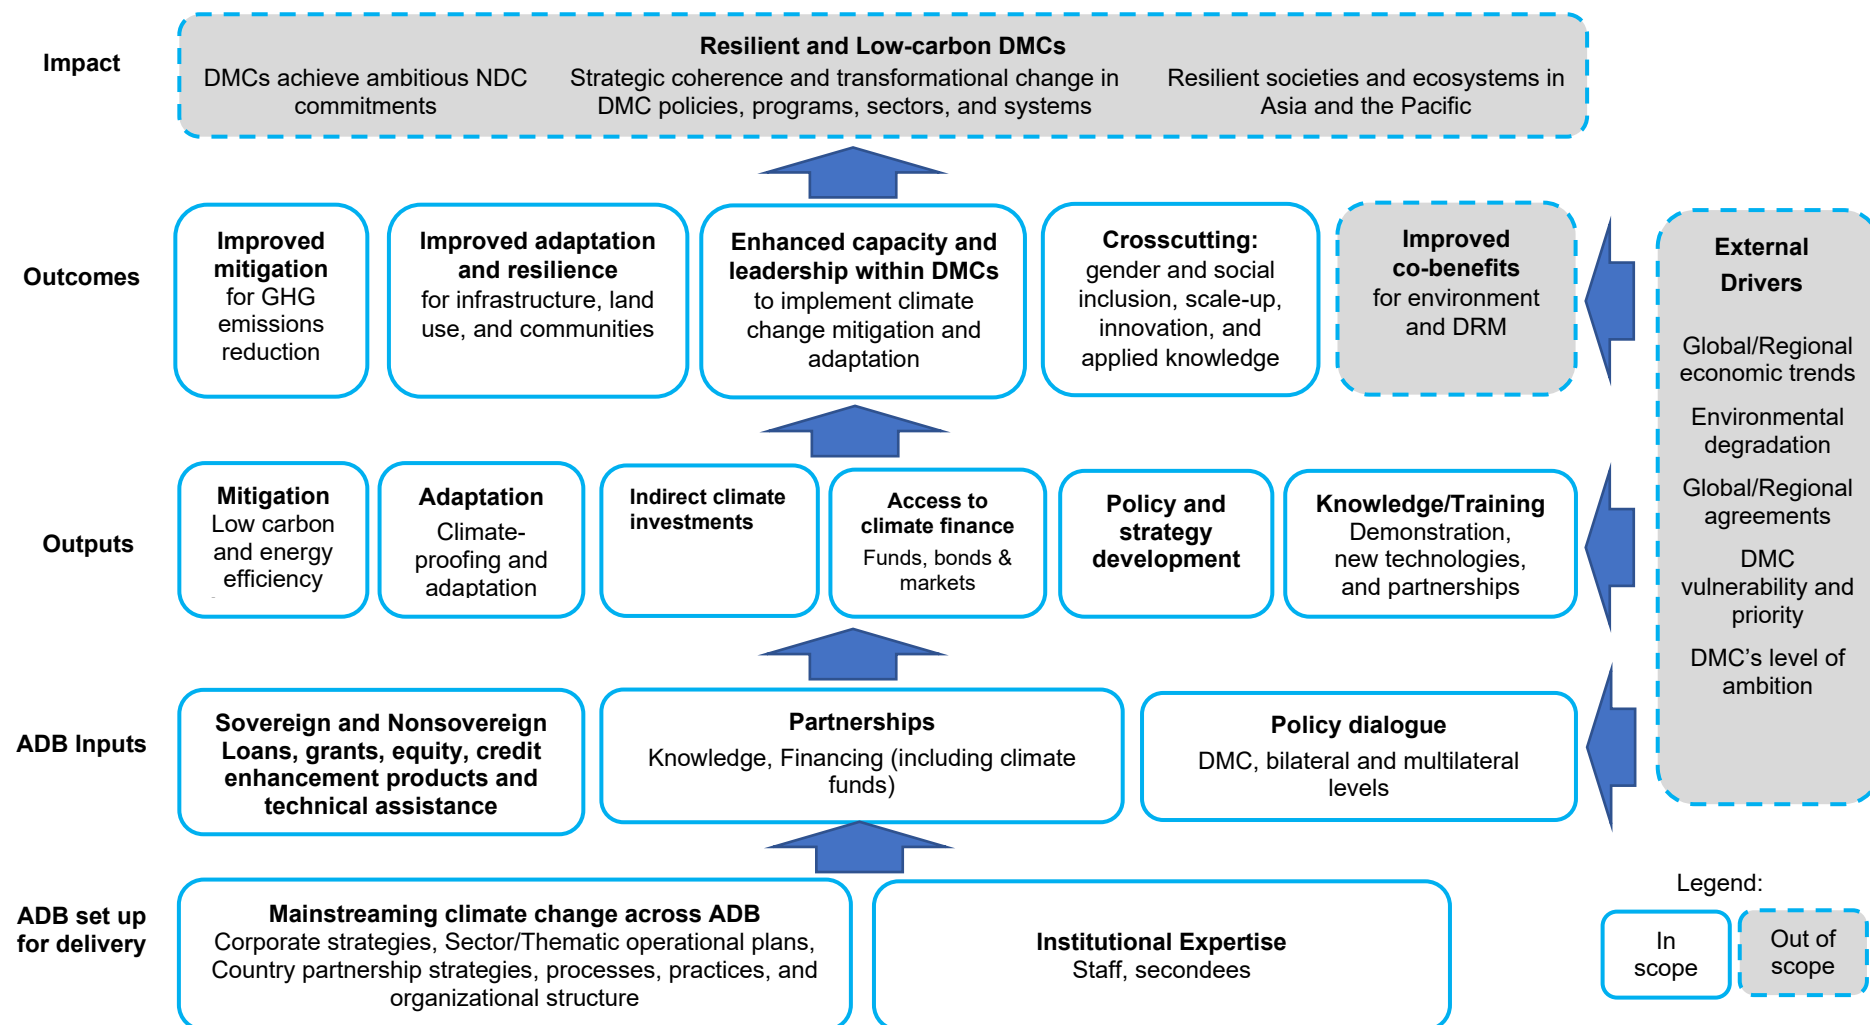 Impact
Resilient and Low-carbon DMCs
DMCs achieve ambitious NDC
commitments
Strategic coherence and transformational change in
DMC policies, programs, sectors, and systems
Resilient societies and ecosystems in
Asia and the Pacific
Outcomes
Improved
mitigation
for GHG
emissions
reduction
Improved adaptation
and resilience
for infrastructure, land
use, and communities
Enhanced capacity and
leadership within DMCs
to implement climate
change mitigation and
adaptation
Crosscutting:
gender and social
inclusion, scale-up,
innovation, and
applied knowledge
Improved
co-benefits
for environment
and DRM
External
Drivers
Global/Regional
economic trends
Environmental
degradation
Global/Regional
agreements
DMC
vulnerability and
priority
DMC’s level of
ambition
Outputs
Mitigation
Low carbon
and energy
efficiency
Adaptation
Climate-
proofing and
adaptation
Indirect climate
investments
Access to
climate finance
Funds, bonds &
markets
Policy and
strategy
development
Knowledge/Training
Demonstration,
new technologies,
and partnerships
ADB Inputs
Sovereign and Nonsovereign
Loans, grants, equity, credit
enhancement products and
technical assistance
Partnerships
Knowledge, Financing (including climate
funds)
Policy dialogue
DMC, bilateral and multilateral
levels
ADB set up
for delivery
Mainstreaming climate change across ADB
Corporate strategies, Sector/Thematic operational plans,
Country partnership strategies, processes, practices, and
organizational structure
Institutional Expertise
Staff, secondees
Legend:
In
scope
Out of
scope